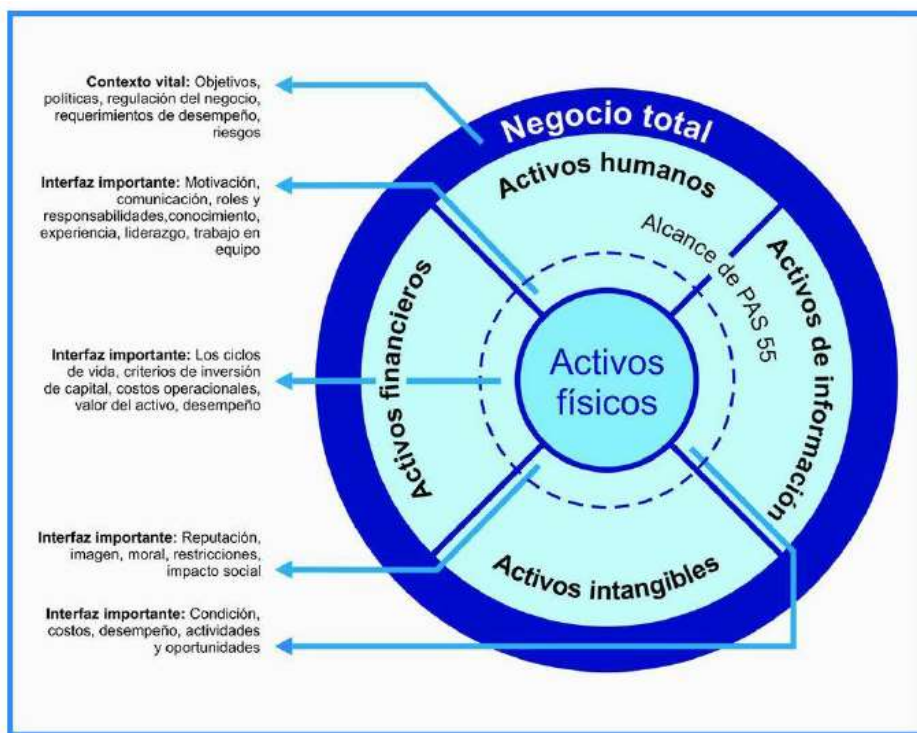 Contexto vital: Objetivos,
políticas, regulación del negocio,
requerimientos de desempeño,
riesgos
Interfaz importante: Motivación,
comunicación, roles y
responsabilidades,conocimiento,
experiencia, liderazgo, trabajo en
equipo
Interfaz importante: Los ciclos
de vida, criterios de inversión
de capital, costos operacionales,
valor del activo, desempeño
Interfaz importante: Reputación,
imagen, moral, restricciones,
impacto social
Interfaz importante: Condición,
costos, desempeño, actividades
y oportunidades
Negocio total
Activos humanos
Alcance de PAS 55
Activos de información
Activos financieros
Activos
físicos
Activos intangibles